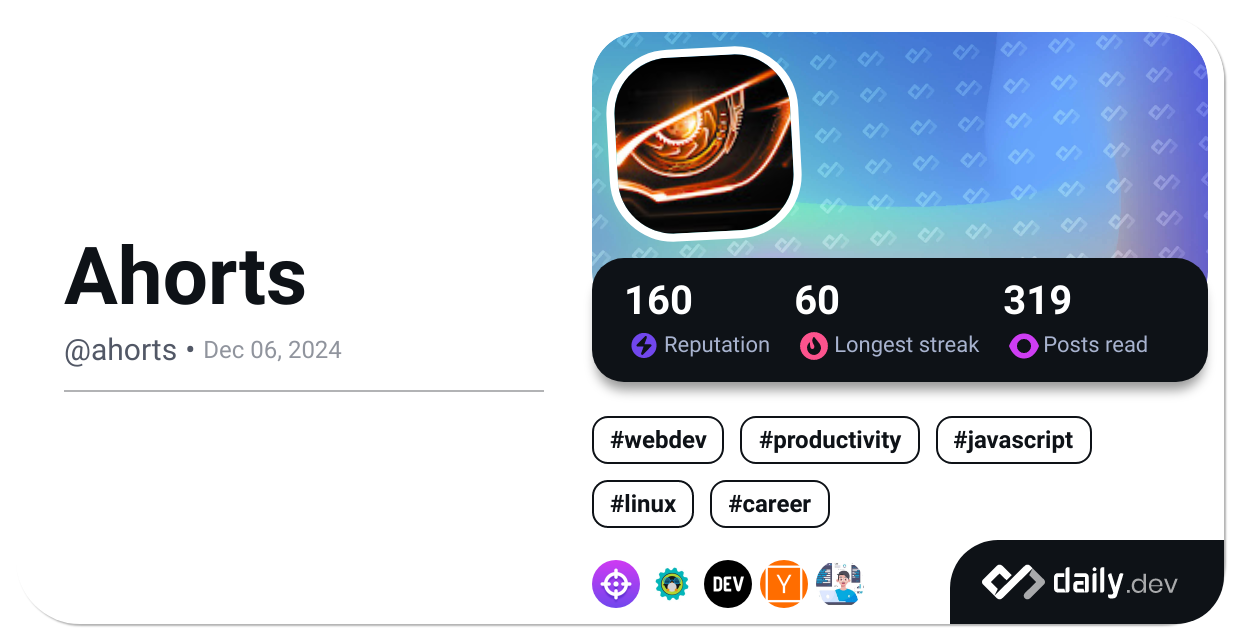 Ahorts
@ahorts • Dec 06, 2024
160 60 319
Reputation Longest streak Posts read
#webdev #productivity #javascript
#linux #career
DEV Y
daily.dev